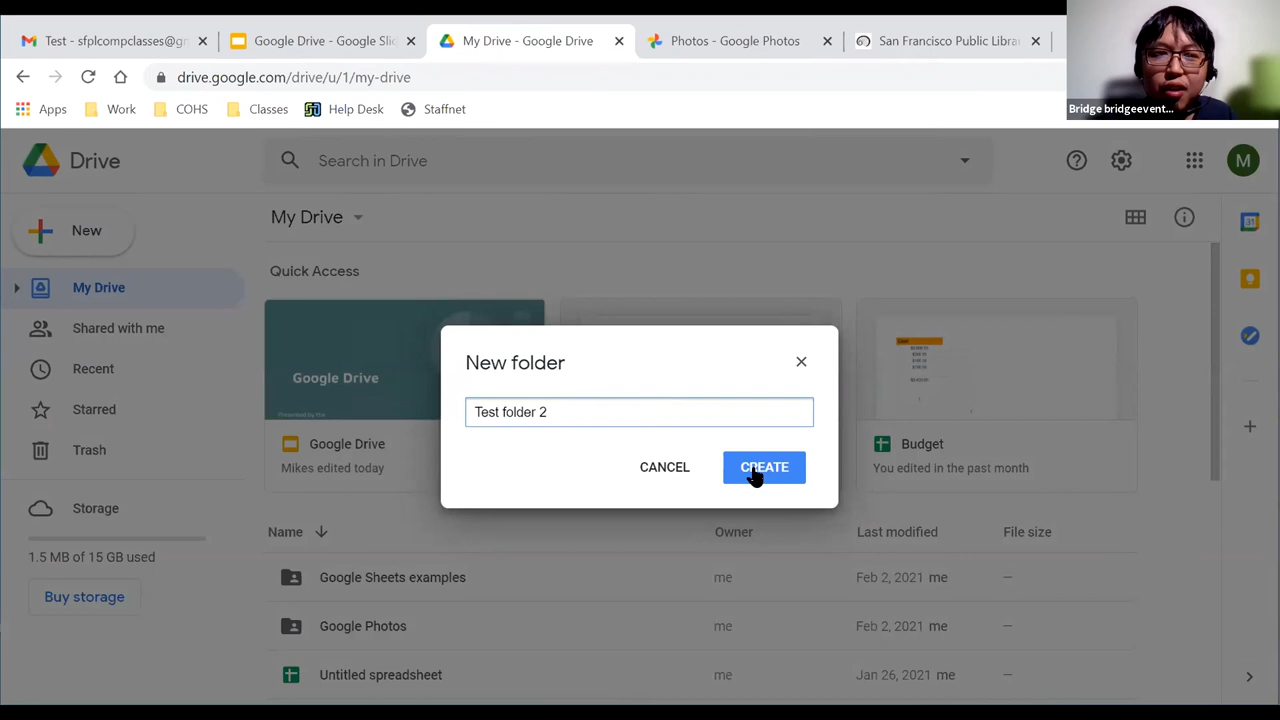 Test - sfplcompclasses@gm
Google Drive - Google Slic
My Drive - Google Drive
Photos - Google Photos
San Francisco Public Libra
drive.google.com/drive/u/1/my-drive
Apps
Work
COHS
Classes
Help Desk
Staffnet
Bridge bridgeevent...
Drive
Search in Drive
M
New
My Drive
31
My Drive
Shared with me
Recent
Starred
Trash
Storage
1.5 MB of 15 GB used
Buy storage
Quick Access
Google Drive
Google Drive
Mikes edited today
Budget
You edited in the past month
New folder
Test folder 2
CANCEL
CREATE
Name
Owner
Last modified
File size
Google Sheets examples
me
Feb 2, 2021 me
—
Google Photos
me
Feb 2, 2021 me
—
Untitled spreadsheet
me
Jan 26, 2021 me
—